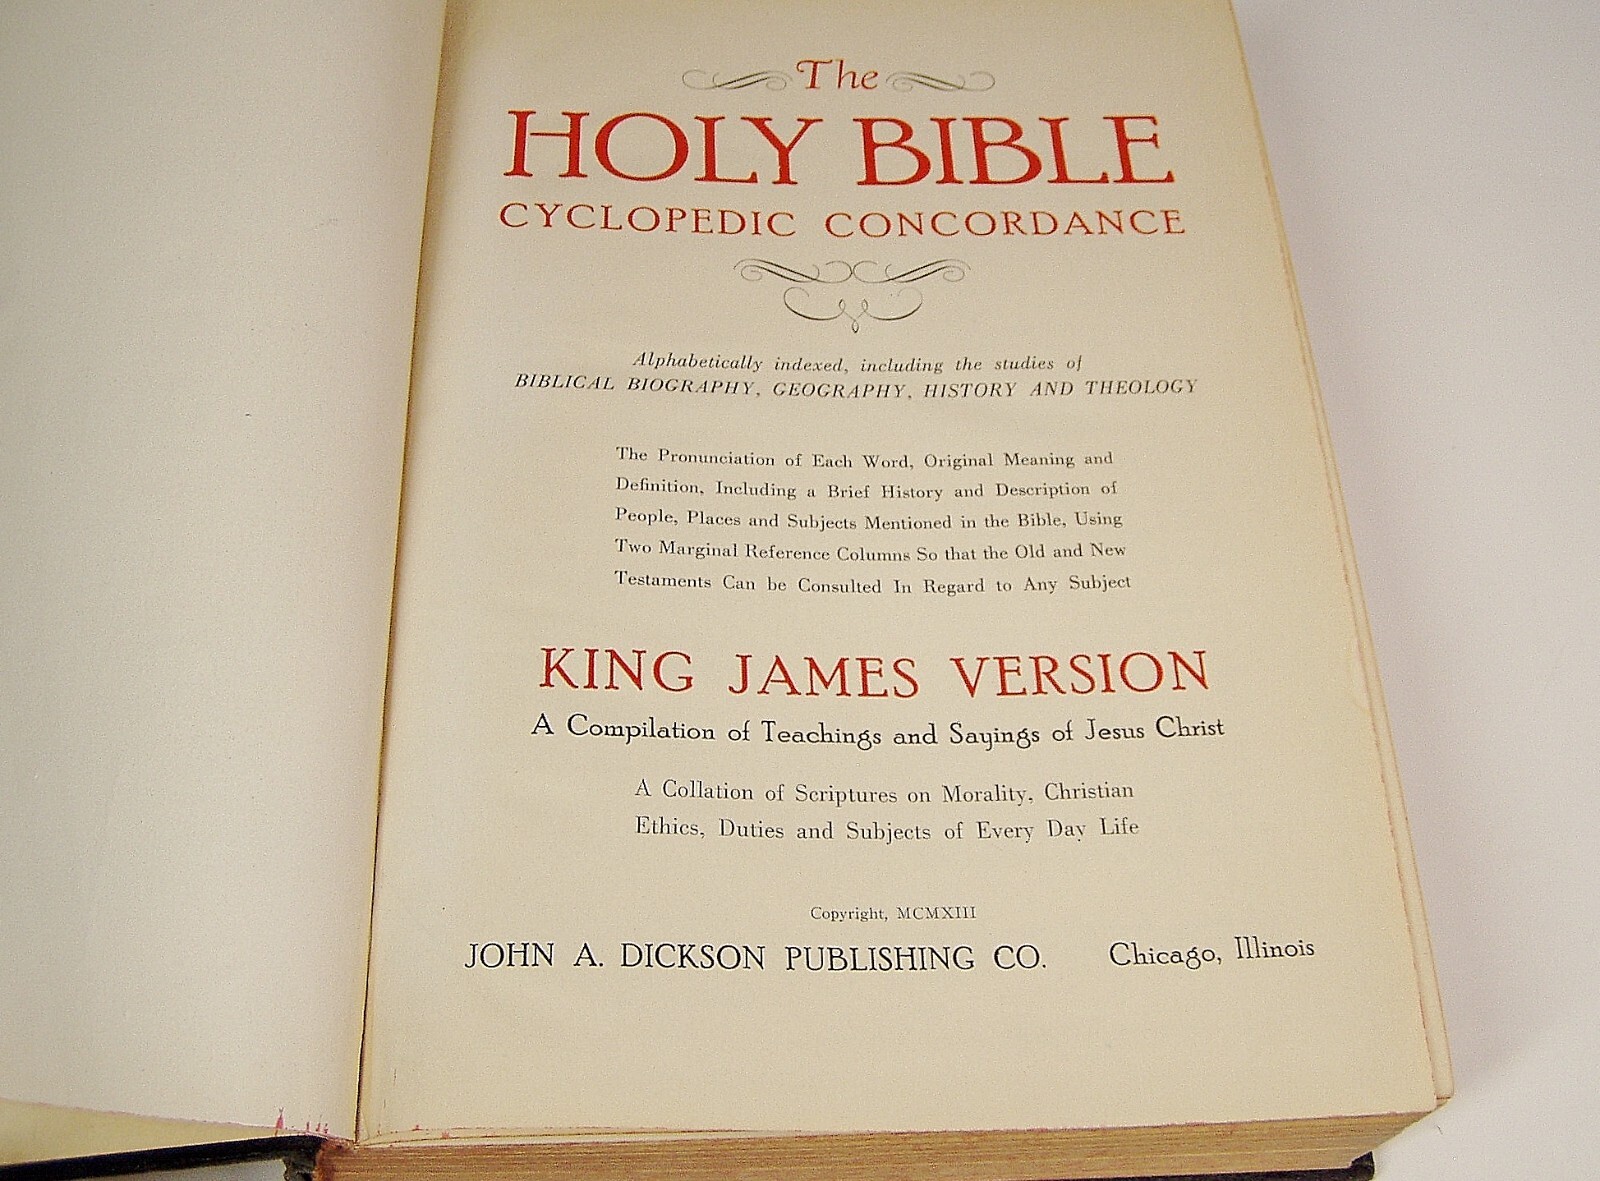 The
HOLY BIBLE
CYCLOPEDIC CONCORDANCE
Alphabetically indexed, including the studies of
BIBLICAL BIOGRAPHY, GEOGRAPHY, HISTORY AND THEOLOGY
The Pronunciation of Each Word, Original Meaning and
Definition, Including a Brief History and Description of
People, Places and Subjects Mentioned in the Bible, Using
Two Marginal Reference Columns So that the Old and New
Testaments Can be Consulted In Regard to Any Subject
KING JAMES VERSION
A Compilation of Teachings and Sayings of Jesus Christ
A Collation of Scriptures on Morality, Christian
Ethics, Duties and Subjects of Every Day Life
Copyright, MCMXIII
JOHN A. DICKSON PUBLISHING CO. Chicago, Illinois